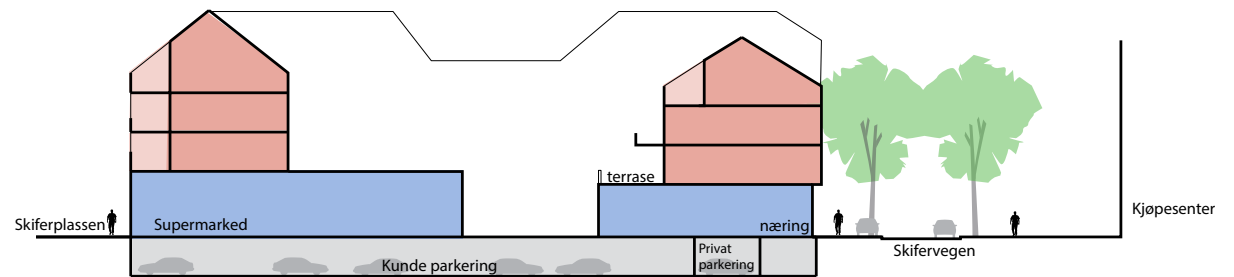 terrase
Skiferplassen
Supermarked
næring
Kjøpesenter
Kunde parkering
Privat
parkering
Skifervegen